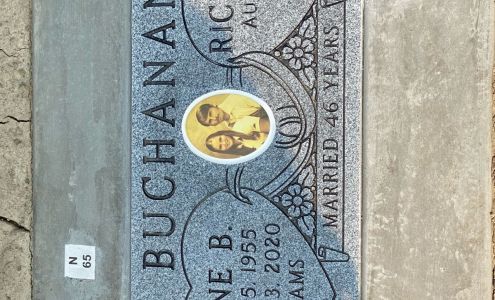 BUCHANAN
NE B.
5, 1955
3, 2020
AMS
RIC
AU
MARRIED 46 YEARS
N
65